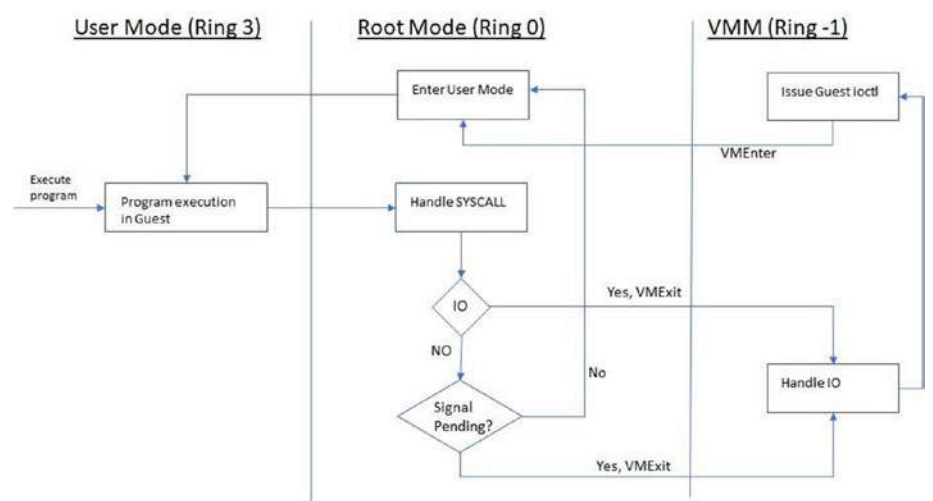 User Mode (Ring 3)
Root Mode (Ring 0)
VMM (Ring -1)
Enter User Mode
Issue Guest ioctl
VMEnter
Execute
program
Program execution
in Guest
Handle SYSCALL
IO
Yes, VMExit
NO
No
Handle IO
Signal
Pending?
Yes, VMExit